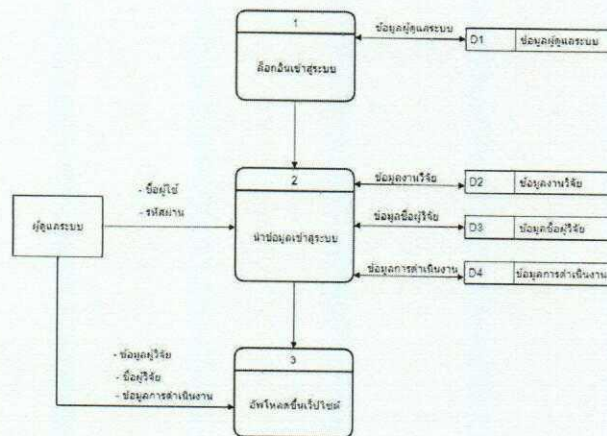 1
ล็อกอินเข้าสู่ระบบ
ข้อมูลผู้ดูแลระบบ
D1 ข้อมูลผู้ดูแลระบบ
ผู้ดูแลระบบ
- ชื่อผู้ใช้
- รหัสผ่าน
2
นำข้อมูลเข้าสู่ระบบ
ข้อมูลงานวิจัย
D2 ข้อมูลงานวิจัย
ข้อมูลชื่อผู้วิจัย
D3 ข้อมูลชื่อผู้วิจัย
ข้อมูลการดำเนินงาน
D4 ข้อมูลการดำเนินงาน
- ข้อมูลผู้วิจัย
- ชื่อผู้วิจัย
- ข้อมูลการดำเนินงาน
3
อัพโหลดขึ้นเว็ปไซต์